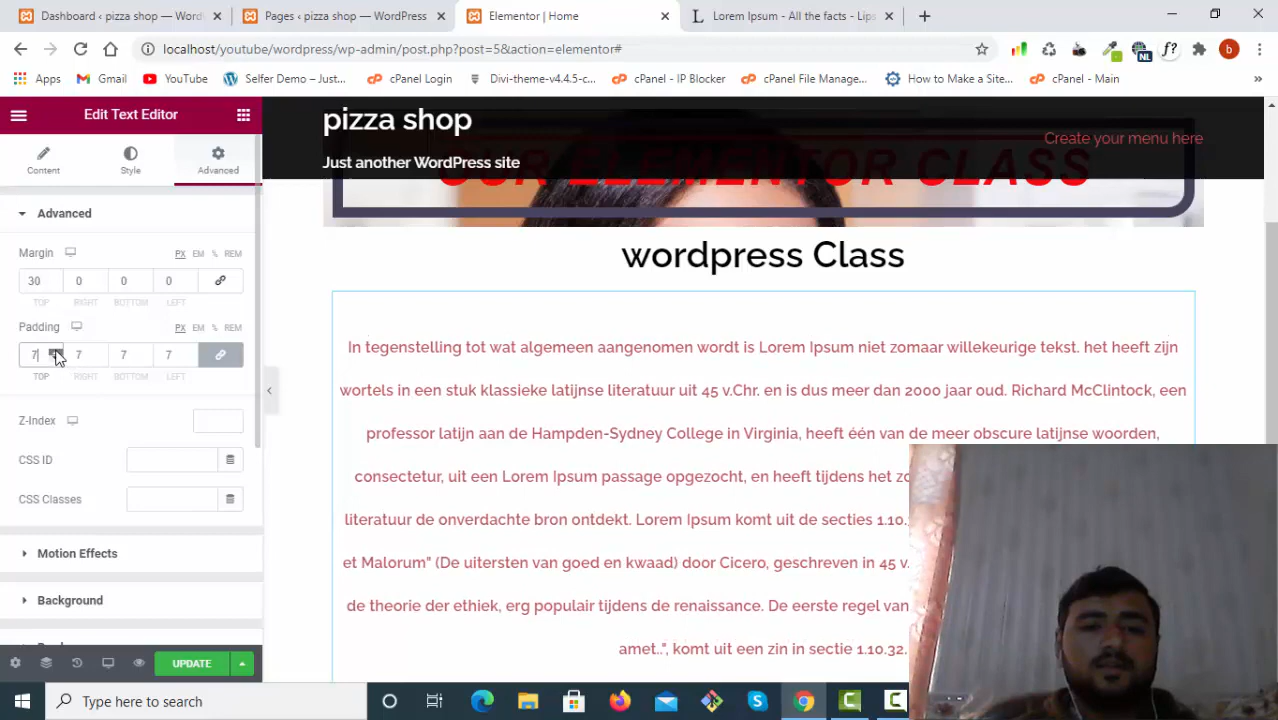 Dashboard ‹ pizza shop — Wor
Pages ‹ pizza shop — WordPress
Elementor | Home
Lorem Ipsum - All the facts - Lips
localhost/youtube/wordpress/wp-admin/post.php?post=5&action=elementor#
NL
f?
b
Apps
Gmail
YouTube
Selfer Demo – Just...
cPanel Login
Divi-theme-v4.4.5-c...
cPanel - IP Blocker
cPanel File Manage...
How to Make a Site...
cPanel - Main
Edit Text Editor
Content
Style
Advanced
Advanced
Margin
PX EM % REM
30 0 0 0
TOP RIGHT BOTTOM LEFT
Padding
PX EM % REM
7 7 7 7
TOP RIGHT BOTTOM LEFT
Z-Index
CSS ID
CSS Classes
Motion Effects
Background
UPDATE
pizza shop
Just another WordPress site
Create your menu here
OUR ELEMENTOR CLASS
wordpress Class
In tegenstelling tot wat algemeen aangenomen wordt is Lorem Ipsum niet zomaar willekeurige tekst. het heeft zijn
wortels in een stuk klassieke latijnse literatuur uit 45 v.Chr. en is dus meer dan 2000 jaar oud. Richard McClintock, een
professor latijn aan de Hampden-Sydney College in Virginia, heeft één van de meer obscure latijnse woorden,
consectetur, uit een Lorem Ipsum passage opgezocht, en heeft tijdens het zo
literatuur de onverdachte bron ontdekt. Lorem Ipsum komt uit de secties 1.10.
et Malorum" (De uitersten van goed en kwaad) door Cicero, geschreven in 45 v.
de theorie der ethiek, erg populair tijdens de renaissance. De eerste regel van
amet..", komt uit een zin in sectie 1.10.32.
Type here to search